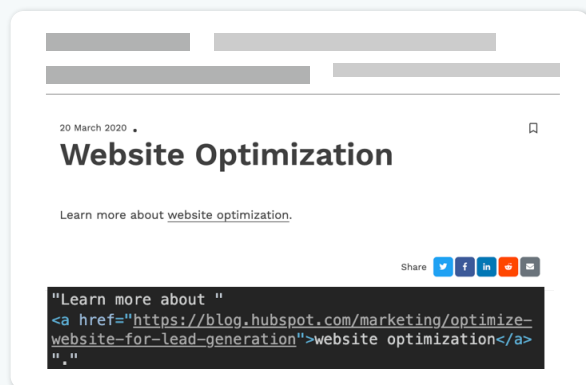 20 March 2020 •
Website Optimization
Learn more about website optimization.
Share
"Learn more about "
<a href="https://blog.hubspot.com/marketing/optimize-
website-for-lead-generation">website optimization</a>
"."